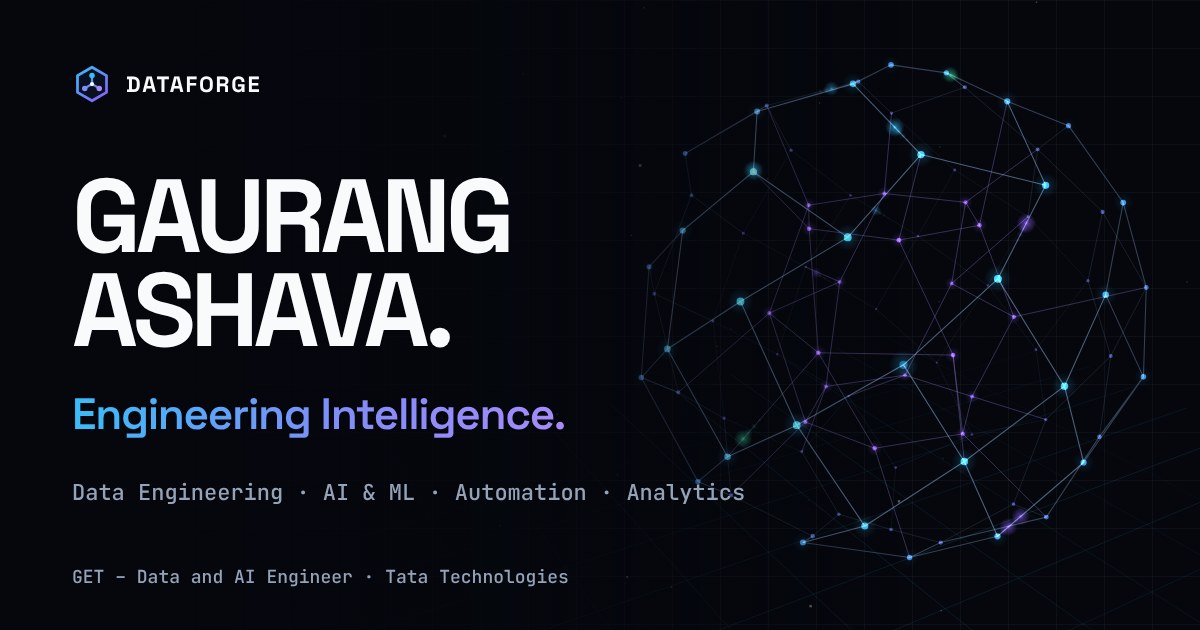 DATAFORGE
GAURANG
ASHAVA.
Engineering Intelligence.
Data Engineering · AI & ML · Automation · Analytics
GET – Data and AI Engineer · Tata Technologies